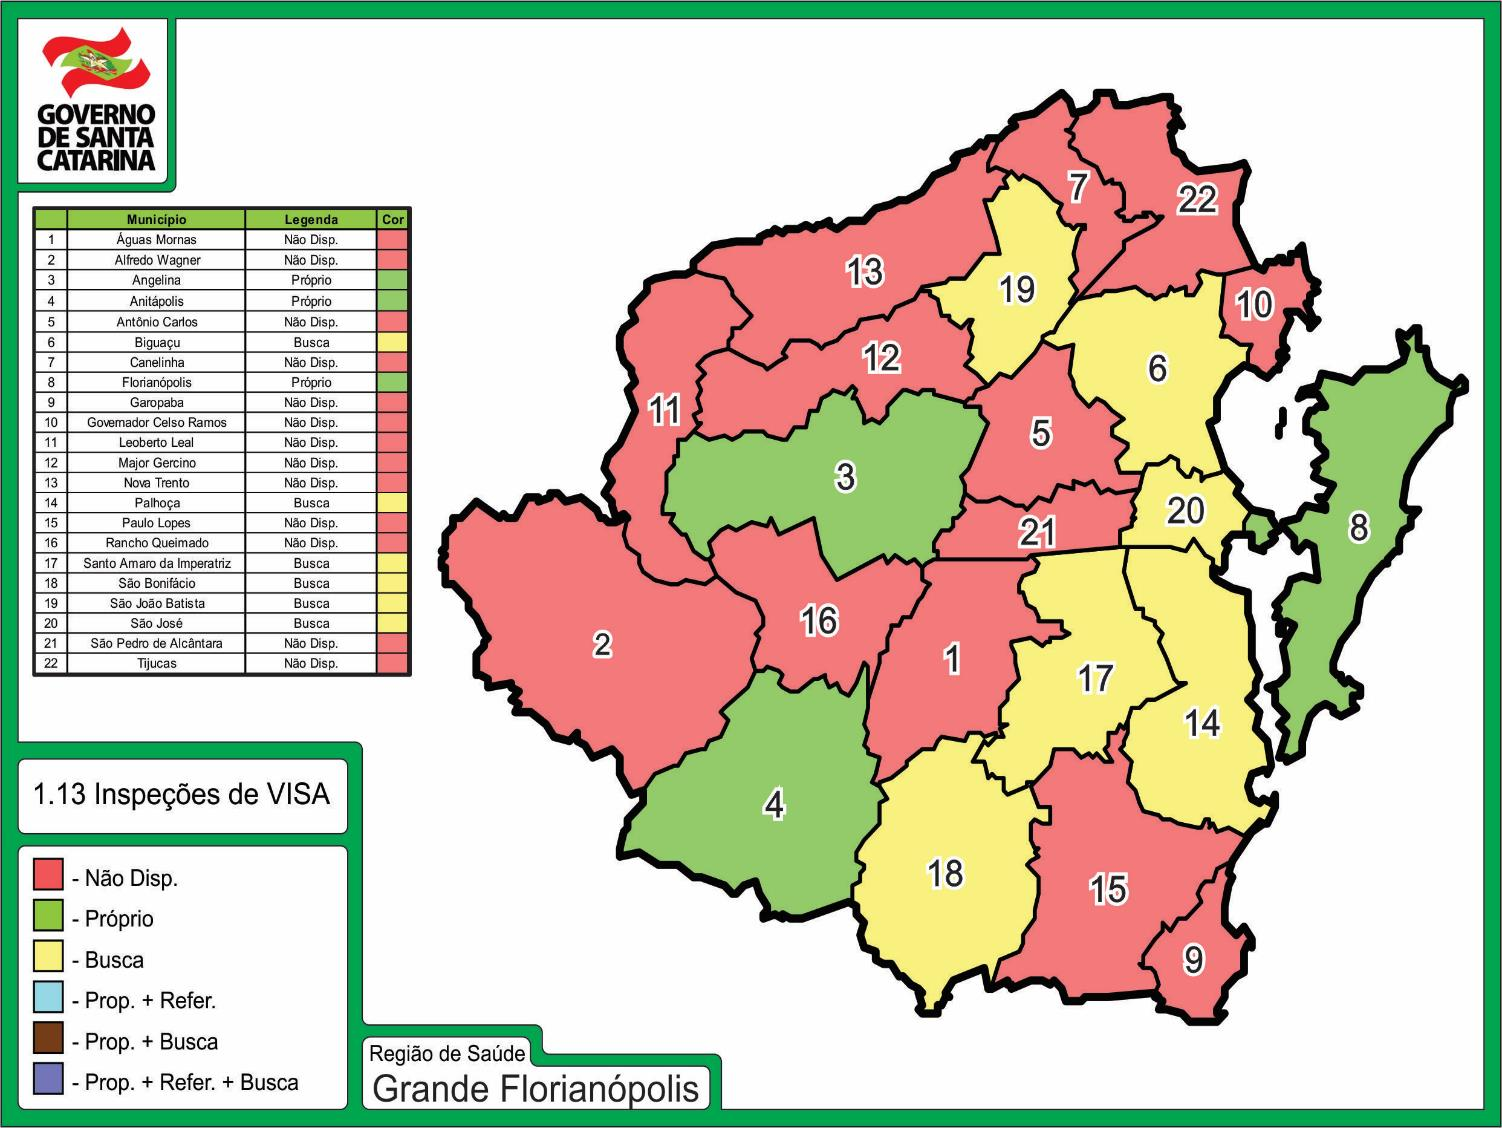 GOVERNO
DE SANTA
CATARINA
Município Legenda Cor
1 Águas Mornas Não Disp.
2 Alfredo Wagner Não Disp.
3 Angelina Próprio
4 Anitápolis Próprio
5 Antônio Carlos Não Disp.
6 Biguaçu Busca
7 Canelinha Não Disp.
8 Florianópolis Próprio
9 Garopaba Não Disp.
10 Governador Celso Ramos Não Disp.
11 Leoberto Leal Não Disp.
12 Major Gercino Não Disp.
13 Nova Trento Não Disp.
14 Palhoça Busca
15 Paulo Lopes Não Disp.
16 Rancho Queimado Não Disp.
17 Santo Amaro da Imperatriz Busca
18 São Bonifácio Busca
19 São João Batista Busca
20 São José Busca
21 São Pedro de Alcântara Não Disp.
22 Tijucas Não Disp.
7
22
13
19
10
12
6
11
5
3
20
8
21
16
2
1
17
14
4
18
15
9
1.13 Inspeções de VISA
- Não Disp.
- Próprio
- Busca
- Prop. + Refer.
- Prop. + Busca
- Prop. + Refer. + Busca
Região de Saúde
Grande Florianópolis